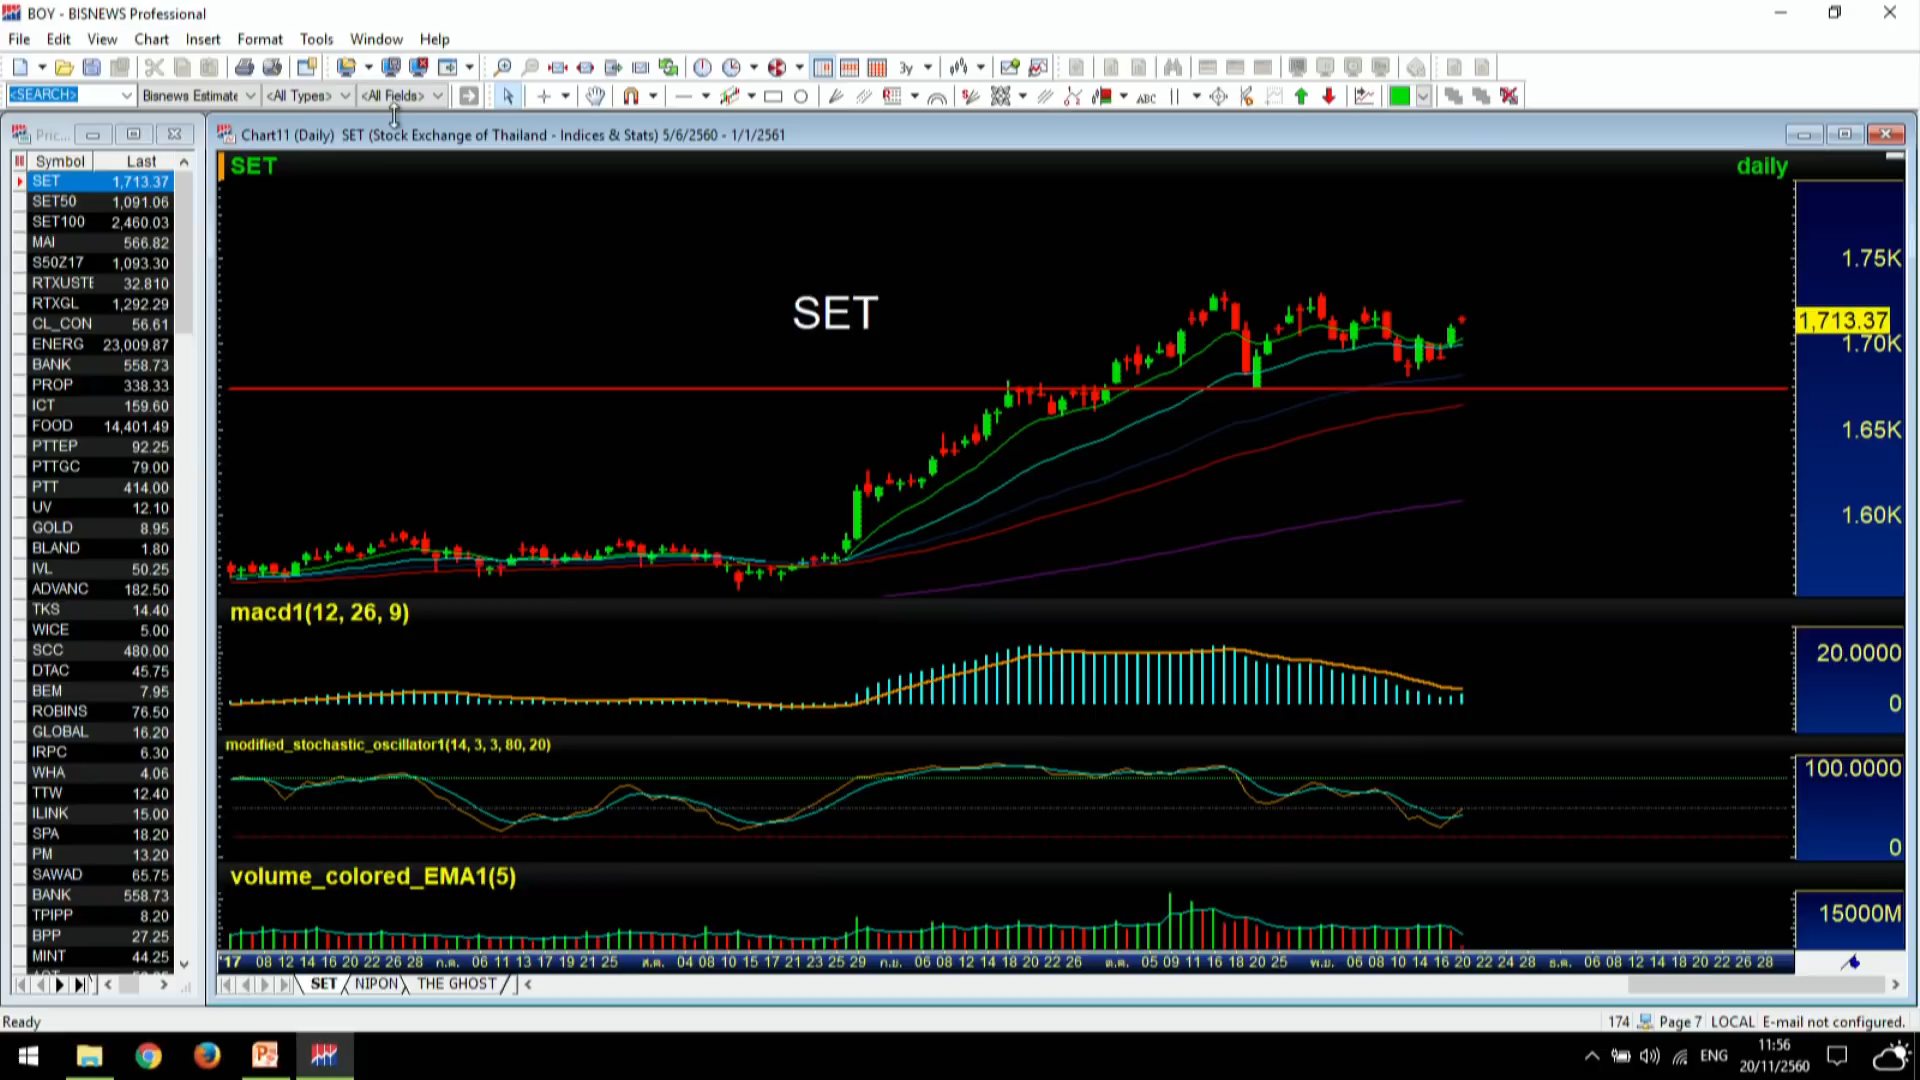 BOY - BISNEWS Professional
File Edit View Chart Insert Format Tools Window Help
3y
<SEARCH> Bisnews Estimate <All Types> <All Fields> ABC
Pric...
Chart11 (Daily) SET (Stock Exchange of Thailand - Indices & Stats) 5/6/2560 - 1/1/2561
Symbol Last
SET 1,713.37
SET50 1,091.06
SET100 2,460.03
MAI 566.82
S50Z17 1,093.30
RTXUSTE 32.810
RTXGL 1,292.29
CL_CON 56.61
ENERG 23,009.87
BANK 558.73
PROP 338.33
ICT 159.60
FOOD 14,401.49
PTTEP 92.25
PTTGC 79.00
PTT 414.00
UV 12.10
GOLD 8.95
BLAND 1.80
IVL 50.25
ADVANC 182.50
TKS 14.40
WICE 5.00
SCC 480.00
DTAC 45.75
BEM 7.95
ROBINS 76.50
GLOBAL 16.20
IRPC 6.30
WHA 4.06
TTW 12.40
ILINK 15.00
SPA 18.20
PM 13.20
SAWAD 65.75
BANK 558.73
TPIPP 8.20
BPP 27.25
MINT 44.25
SET daily
SET
1.75K
1,713.37
1.70K
1.65K
1.60K
macd1(12, 26, 9)
20.0000
0
modified_stochastic_oscillator1(14, 3, 3, 80, 20)
100.0000
0
volume_colored_EMA1(5)
15000M
'17 08 12 14 16 20 22 26 28 ก.ค. 06 11 13 17 19 21 25 ส.ค. 04 08 10 15 17 21 23 25 29 ก.ย. 06 08 12 14 18 20 22 26 ต.ค. 05 09 11 16 18 20 25 พ.ย. 06 08 10 14 16 20 22 24 28 ธ.ค. 06 08 12 14 18 20 22 26 28
SET NIPON THE GHOST
Ready 174 Page 7 LOCAL E-mail not configured.
ENG 11:56
20/11/2560